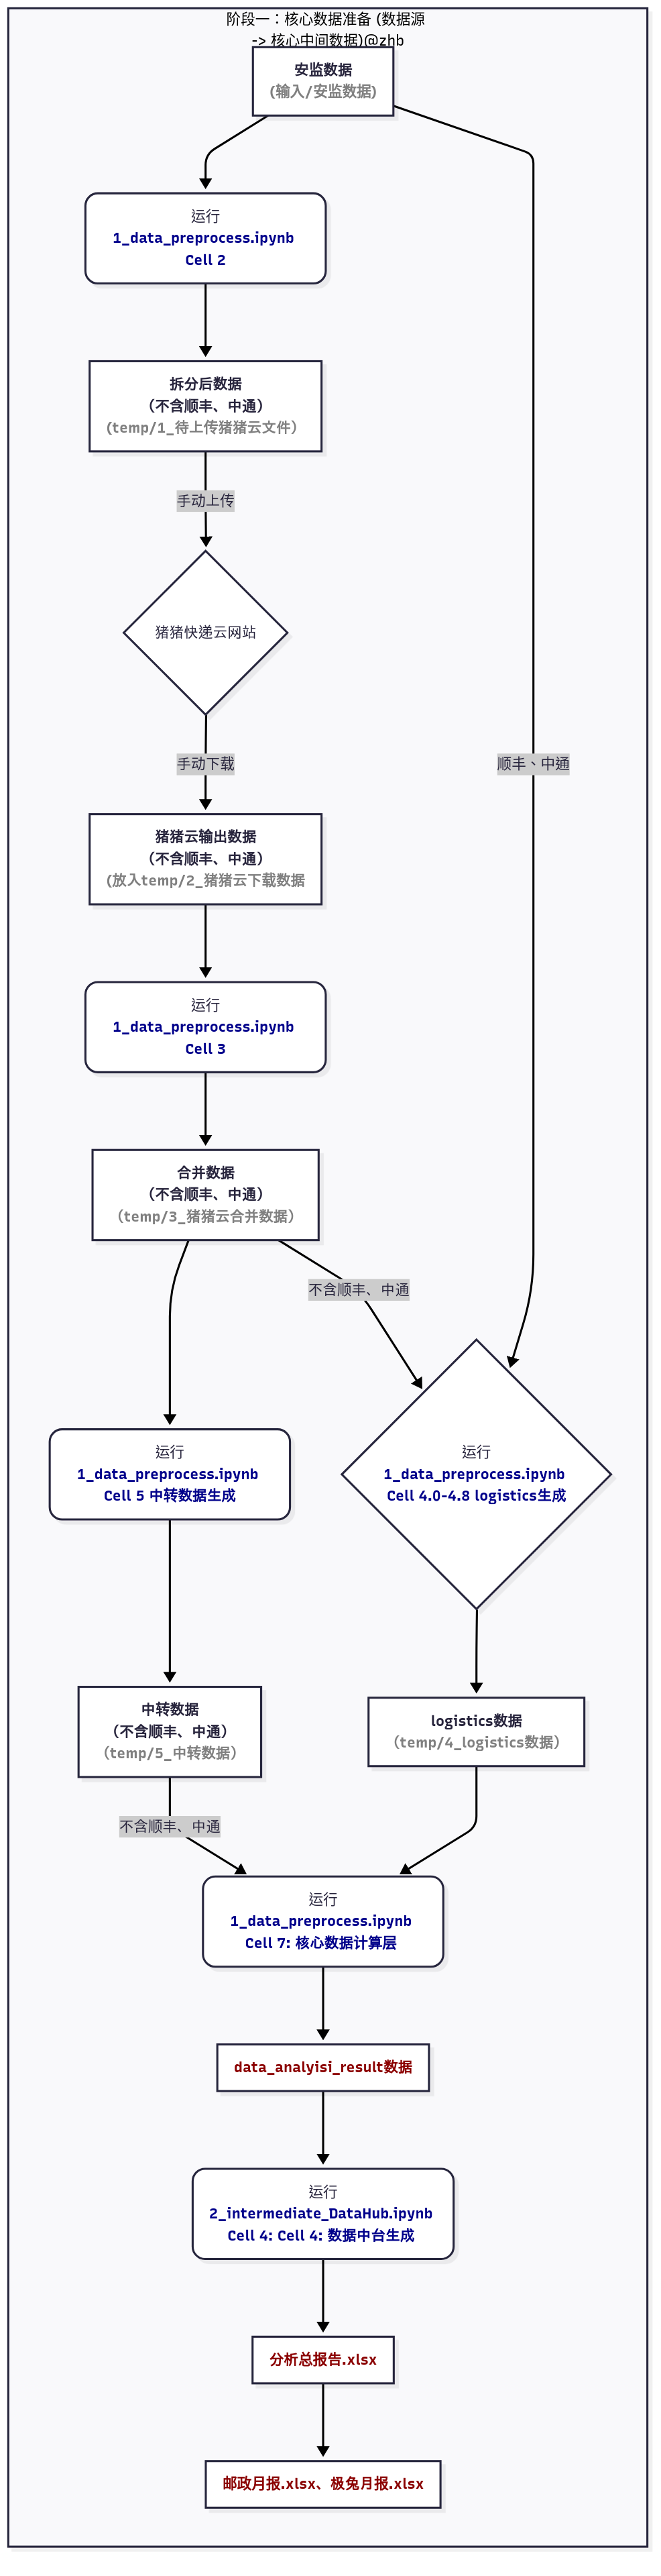 阶段一：核心数据准备 (数据源
-> 核心中间数据)@zhb
安监数据
(输入/安监数据)
运行
1_data_preprocess.ipynb
Cell 2
拆分后数据
（不含顺丰、中通）
(temp/1_待上传猪猪云文件）
手动上传
猪猪快递云网站
手动下载
顺丰、中通
猪猪云输出数据
（不含顺丰、中通）
(放入temp/2_猪猪云下载数据
运行
1_data_preprocess.ipynb
Cell 3
合并数据
（不含顺丰、中通）
（temp/3_猪猪云合并数据）
不含顺丰、中通
运行
1_data_preprocess.ipynb
Cell 5 中转数据生成
运行
1_data_preprocess.ipynb
Cell 4.0-4.8 logistics生成
中转数据
（不含顺丰、中通）
（temp/5_中转数据）
logistics数据
（temp/4_logistics数据）
不含顺丰、中通
运行
1_data_preprocess.ipynb
Cell 7: 核心数据计算层
data_analyisi_result数据
运行
2_intermediate_DataHub.ipynb
Cell 4: Cell 4: 数据中台生成
分析总报告.xlsx
邮政月报.xlsx、极兔月报.xlsx